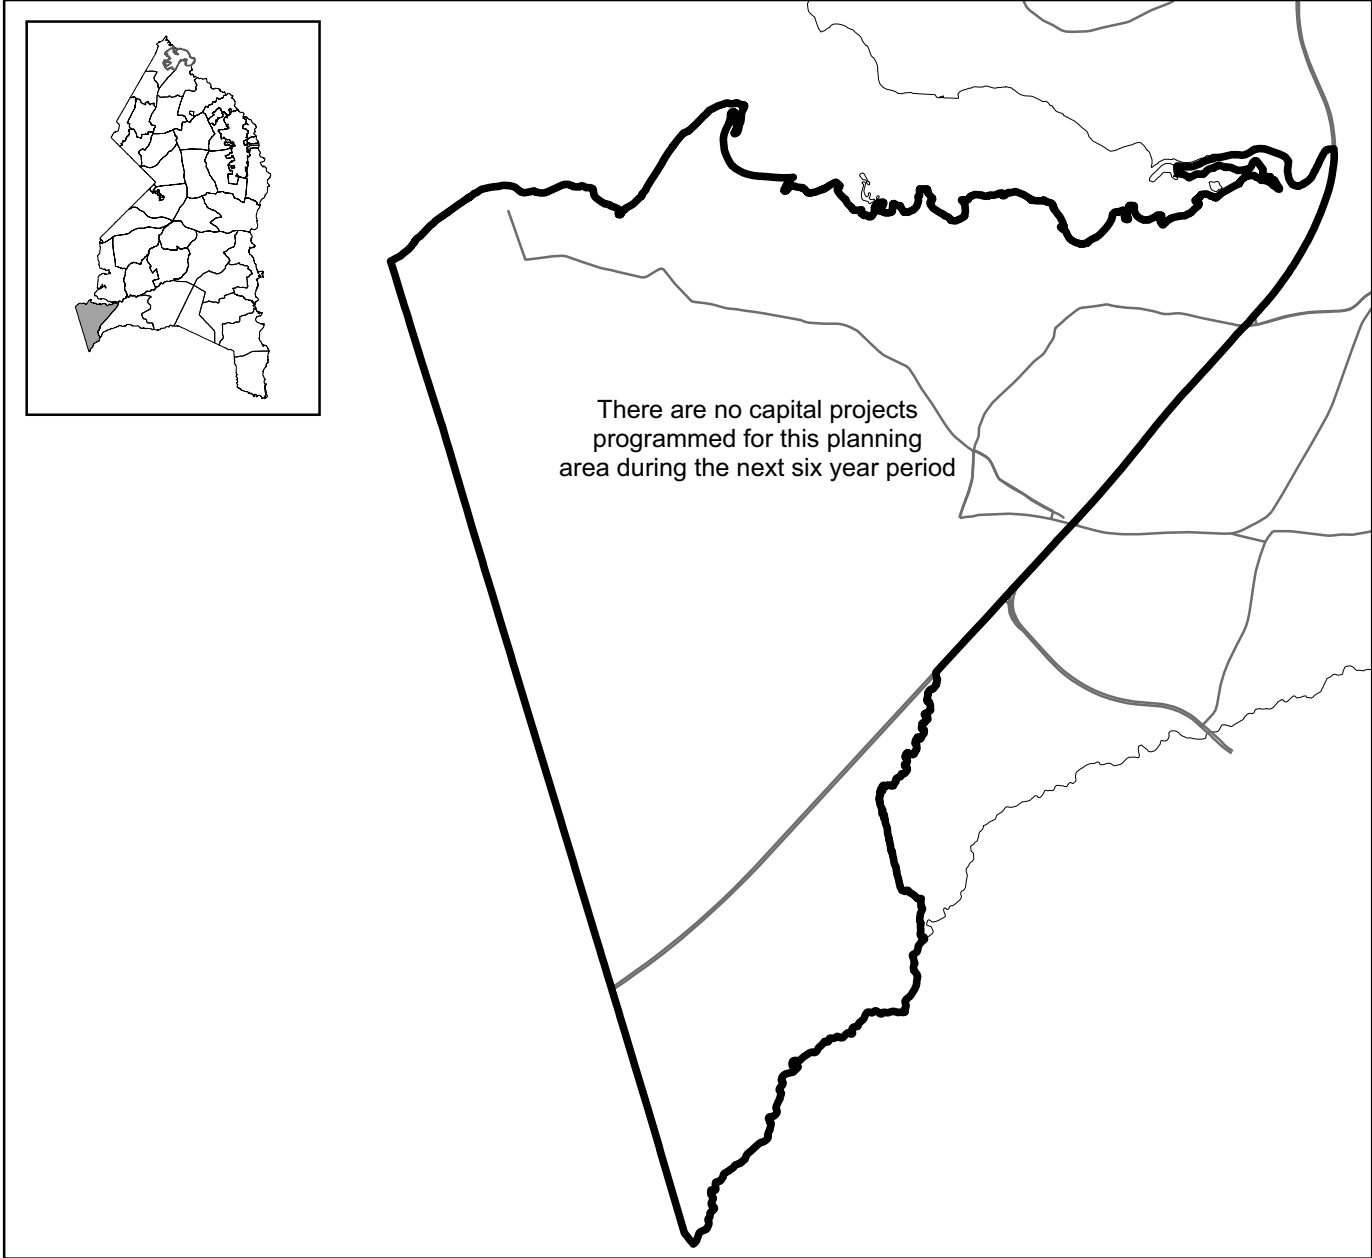 There are no capital projects
programmed for this planning
area during the next six year period